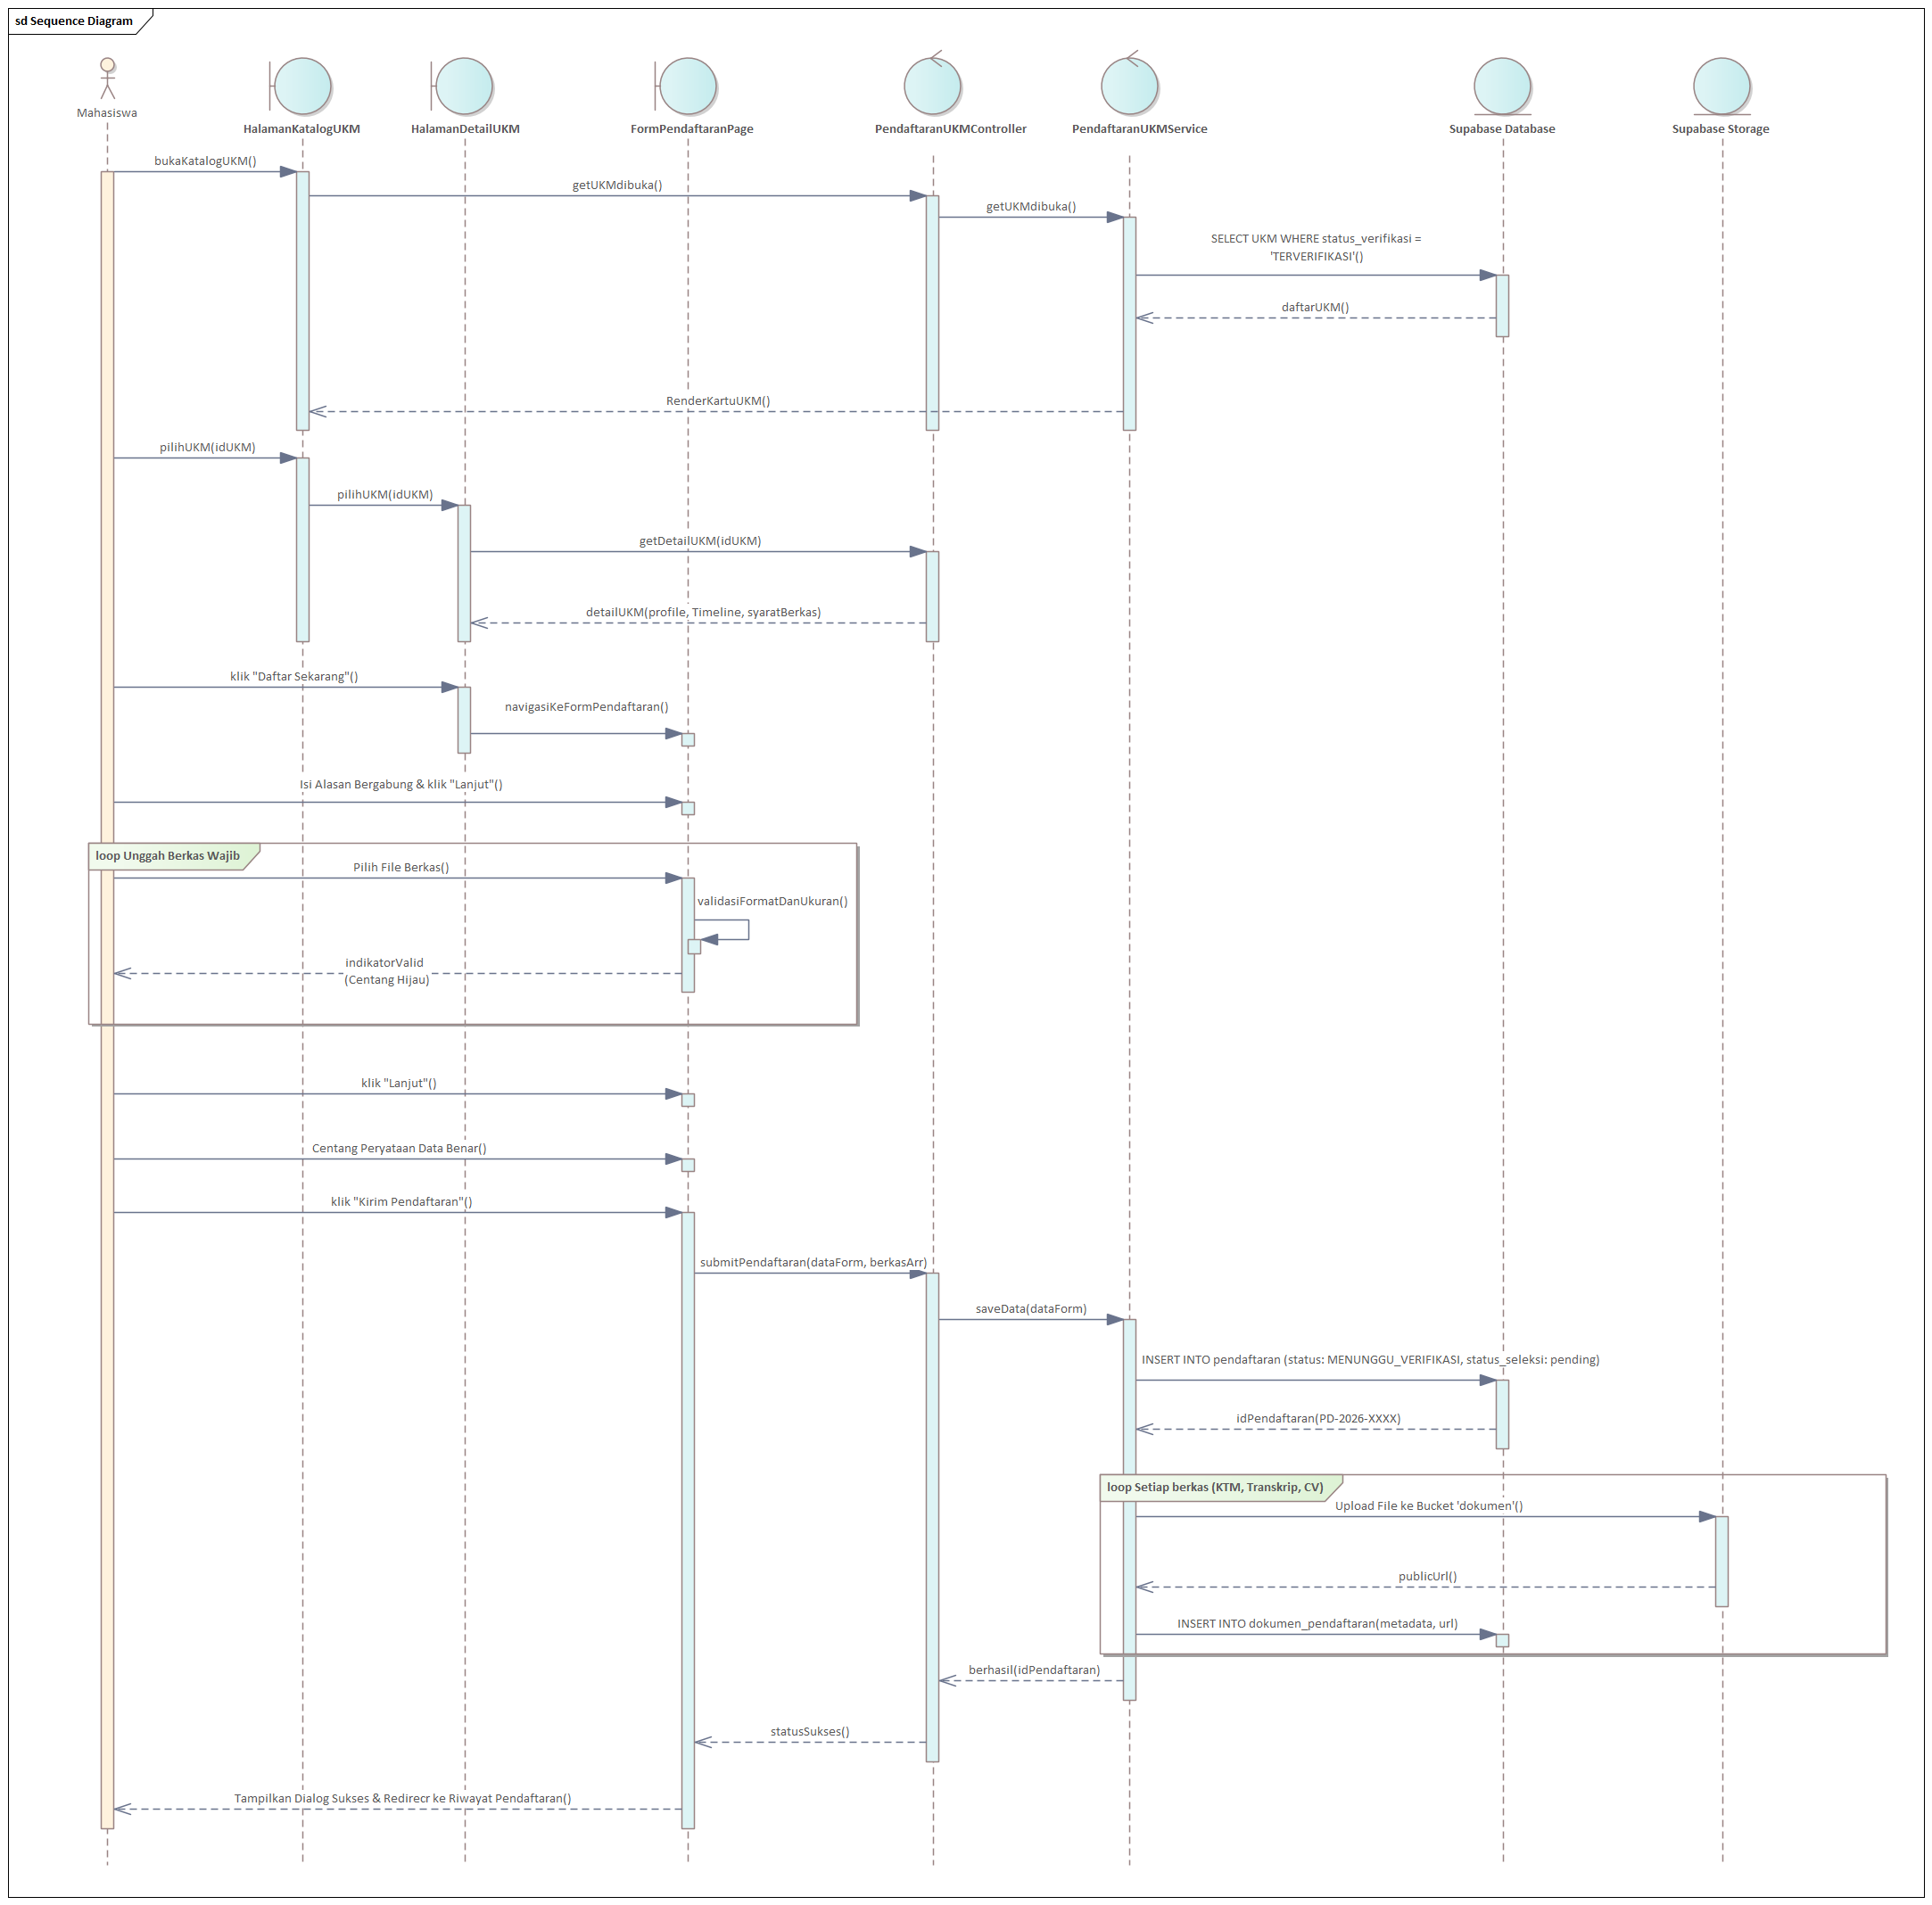 sd Sequence Diagram
Mahasiswa
HalamanKatalogUKM
HalamanDetailUKM
FormPendaftaranPage
PendaftaranUKMController
PendaftaranUKMService
Supabase Database
Supabase Storage
bukaKatalogUKM()
getUKMdibuka()
getUKMdibuka()
SELECT UKM WHERE status_verifikasi =
'TERVERIFIKASI'()
daftarUKM()
RenderKartuUKM()
pilihUKM(idUKM)
pilihUKM(idUKM)
getDetailUKM(idUKM)
detailUKM(profile, Timeline, syaratBerkas)
klik "Daftar Sekarang"()
navigasiKeFormPendaftaran()
Isi Alasan Bergabung & klik "Lanjut"()
loop Unggah Berkas Wajib
Pilih File Berkas()
validasiFormatDanUkuran()
indikatorValid
(Centang Hijau)
klik "Lanjut"()
Centang Peryataan Data Benar()
klik "Kirim Pendaftaran"()
submitPendaftaran(dataForm, berkasArr)
saveData(dataForm)
INSERT INTO pendaftaran (status: MENUNGGU_VERIFIKASI, status_seleksi: pending)
idPendaftaran(PD-2026-XXXX)
loop Setiap berkas (KTM, Transkrip, CV)
Upload File ke Bucket 'dokumen'()
publicUrl()
INSERT INTO dokumen_pendaftaran(metadata, url)
berhasil(idPendaftaran)
statusSukses()
Tampilkan Dialog Sukses & Redirecr ke Riwayat Pendaftaran()